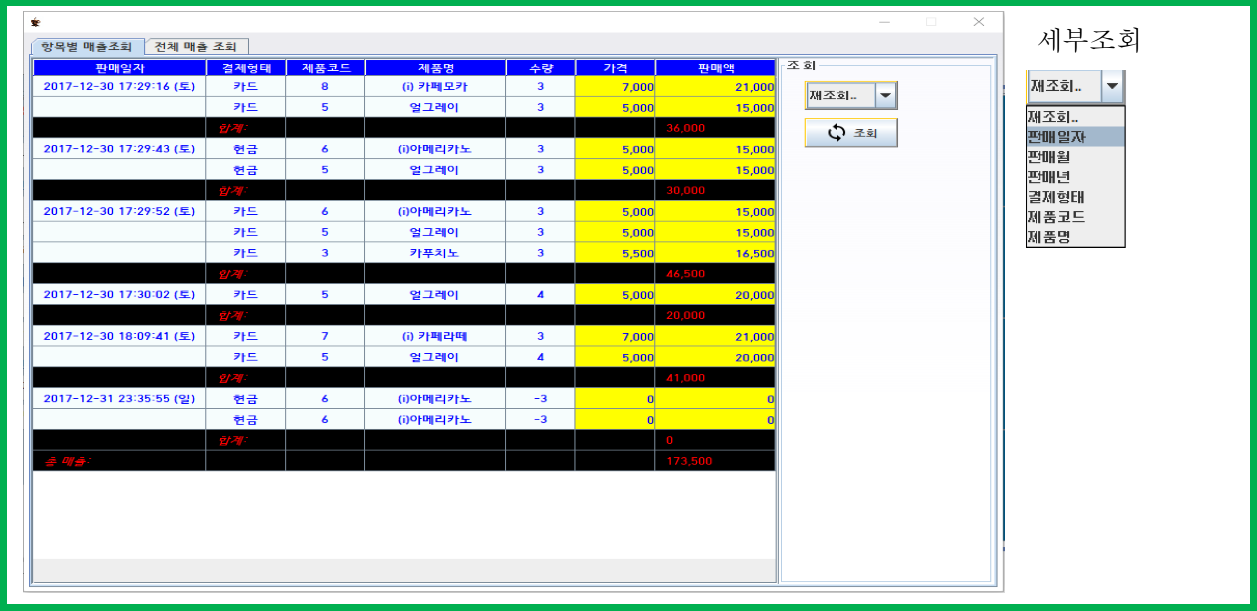 세부조회
항목별 매출조회 전체 매출 조회
판매일자 결제형태 제품코드 제품명 수량 가격 판매액
2017-12-30 17:29:16 (토) 카드 8 (i) 카페모카 3 7,000 21,000
카드 5 얼그레이 3 5,000 15,000
합계: 36,000
2017-12-30 17:29:43 (토) 현금 6 (i)아메리카노 3 5,000 15,000
현금 5 얼그레이 3 5,000 15,000
합계: 30,000
2017-12-30 17:29:52 (토) 카드 6 (i)아메리카노 3 5,000 15,000
카드 5 얼그레이 3 5,000 15,000
카드 3 카푸치노 3 5,500 16,500
합계: 46,500
2017-12-30 17:30:02 (토) 카드 5 얼그레이 4 5,000 20,000
합계: 20,000
2017-12-30 18:09:41 (토) 카드 7 (i) 카페라떼 3 7,000 21,000
카드 5 얼그레이 4 5,000 20,000
합계: 41,000
2017-12-31 23:35:55 (일) 현금 6 (i)아메리카노 -3 0 0
현금 6 (i)아메리카노 -3 0 0
합계: 0
총 매출: 173,500
조회
재조회..
조회
재조회..
재조회..
판매일자
판매월
판매년
결제형태
제품코드
제품명